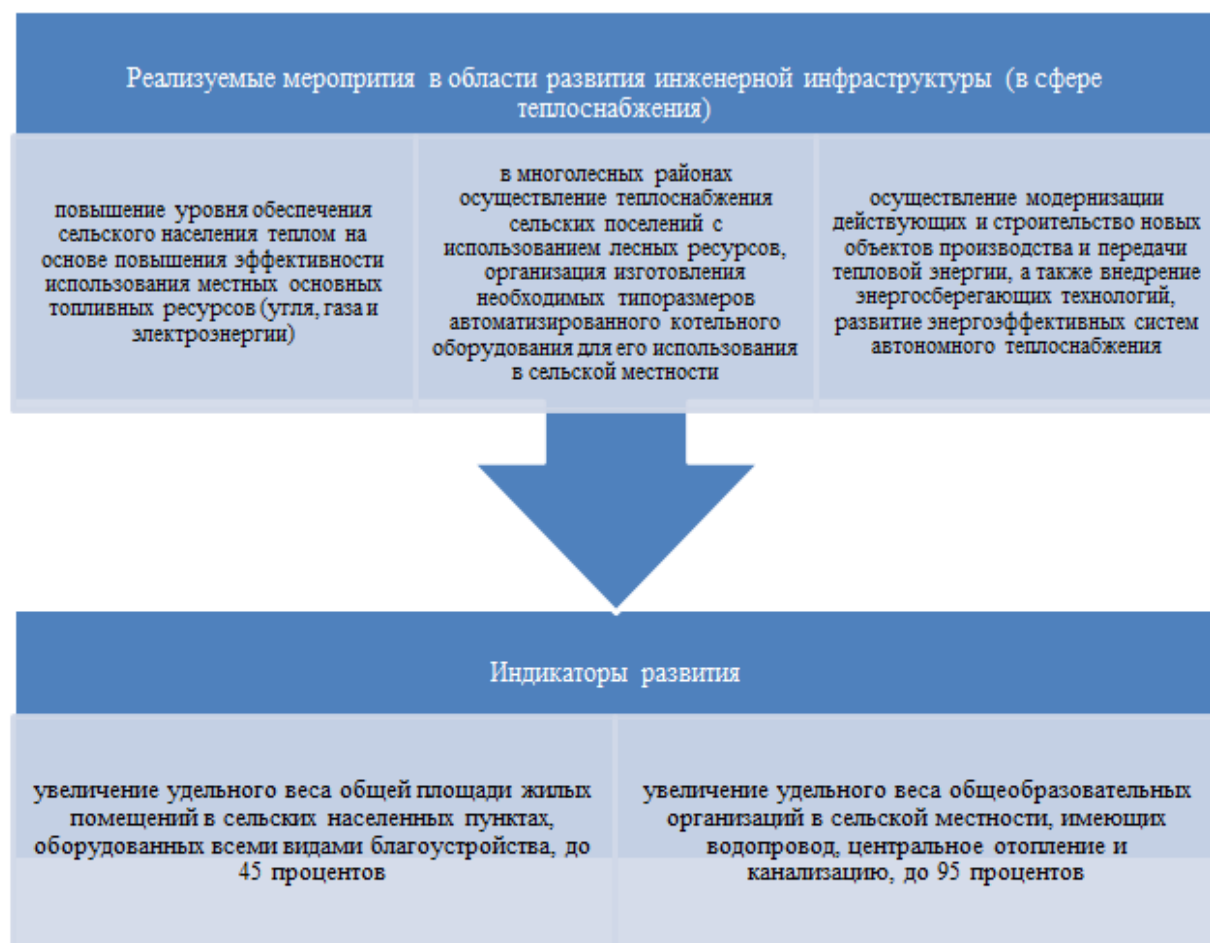 Реализуемые меропрития в области развития инженерной инфраструктуры (в сфере
теплоснабжения)
повышение уровня обеспечения
сельского населения теплом на
основе повышения эффективности
использования местных основных
топливных ресурсов (угля, газа и
электроэнергии)
в многолесных районах
осуществление теплоснабжения
сельских поселений с
использованием лесных ресурсов,
организация изготовления
необходимых типоразмеров
автоматизированного котельного
оборудования для его использования
в сельской местности
осуществление модернизации
действующих и строительство новых
объектов производства и передачи
тепловой энергии, а также внедрение
энергосберегающих технологий,
развитие энергоэффективных систем
автономного теплоснабжения
Индикаторы развития
увеличение удельного веса общей площади жилых
помещений в сельских населенных пунктах,
оборудованных всеми видами благоустройства, до
45 процентов
увеличение удельного веса общеобразовательных
организаций в сельской местности, имеющих
водопровод, центральное отопление и
канализацию, до 95 процентов